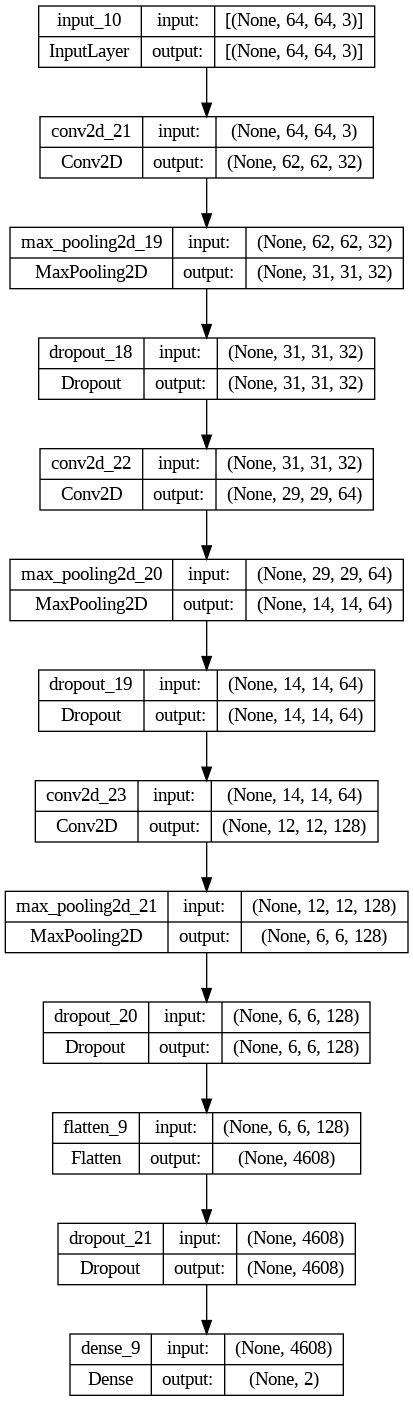 input_10 input: [(None, 64, 64, 3)]
InputLayer output: [(None, 64, 64, 3)]
conv2d_21 input: (None, 64, 64, 3)
Conv2D output: (None, 62, 62, 32)
max_pooling2d_19 input: (None, 62, 62, 32)
MaxPooling2D output: (None, 31, 31, 32)
dropout_18 input: (None, 31, 31, 32)
Dropout output: (None, 31, 31, 32)
conv2d_22 input: (None, 31, 31, 32)
Conv2D output: (None, 29, 29, 64)
max_pooling2d_20 input: (None, 29, 29, 64)
MaxPooling2D output: (None, 14, 14, 64)
dropout_19 input: (None, 14, 14, 64)
Dropout output: (None, 14, 14, 64)
conv2d_23 input: (None, 14, 14, 64)
Conv2D output: (None, 12, 12, 128)
max_pooling2d_21 input: (None, 12, 12, 128)
MaxPooling2D output: (None, 6, 6, 128)
dropout_20 input: (None, 6, 6, 128)
Dropout output: (None, 6, 6, 128)
flatten_9 input: (None, 6, 6, 128)
Flatten output: (None, 4608)
dropout_21 input: (None, 4608)
Dropout output: (None, 4608)
dense_9 input: (None, 4608)
Dense output: (None, 2)